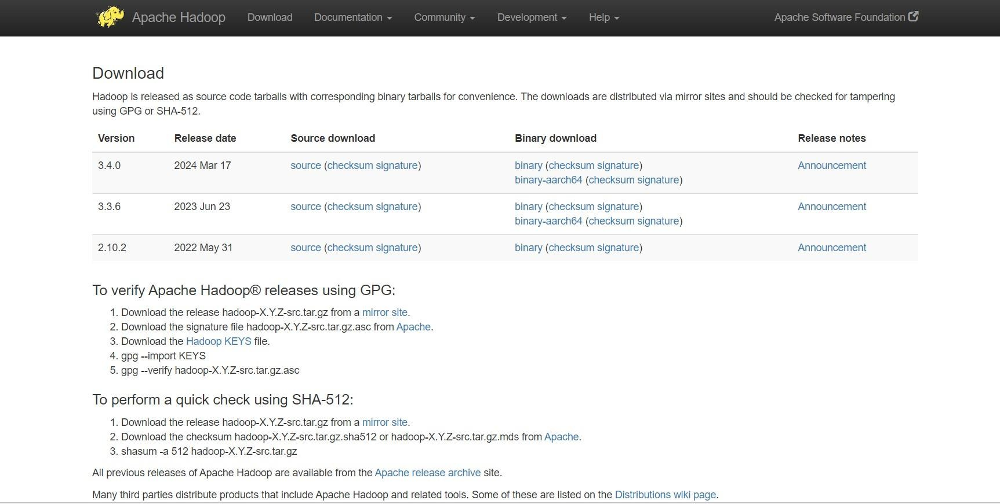 Apache Hadoop Download Documentation Community Development Help Apache Software Foundation
Download
Hadoop is released as source code tarballs with corresponding binary tarballs for convenience. The downloads are distributed via mirror sites and should be checked for tampering
using GPG or SHA-512.
Version Release date Source download Binary download Release notes
3.4.0 2024 Mar 17 source (checksum signature) binary (checksum signature) Announcement
binary-aarch64 (checksum signature)
3.3.6 2023 Jun 23 source (checksum signature) binary (checksum signature) Announcement
binary-aarch64 (checksum signature)
2.10.2 2022 May 31 source (checksum signature) binary (checksum signature) Announcement
To verify Apache Hadoop® releases using GPG:
1. Download the release hadoop-X.Y.Z-src.tar.gz from a mirror site.
2. Download the signature file hadoop-X.Y.Z-src.tar.gz.asc from Apache.
3. Download the Hadoop KEYS file.
4. gpg --import KEYS
5. gpg --verify hadoop-X.Y.Z-src.tar.gz.asc
To perform a quick check using SHA-512:
1. Download the release hadoop-X.Y.Z-src.tar.gz from a mirror site.
2. Download the checksum hadoop-X.Y.Z-src.tar.gz.sha512 or hadoop-X.Y.Z-src.tar.gz.mds from Apache.
3. shasum -a 512 hadoop-X.Y.Z-src.tar.gz
All previous releases of Apache Hadoop are available from the Apache release archive site.
Many third parties distribute products that include Apache Hadoop and related tools. Some of these are listed on the Distributions wiki page.